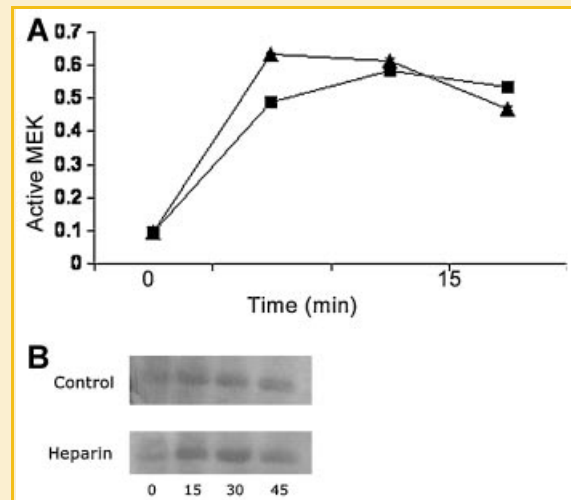 A
0.7
0.6
0.5
0.4
0.3
0.2
0.1
0
Active MEK
0 15
Time (min)
B
Control
Heparin
0 15 30 45